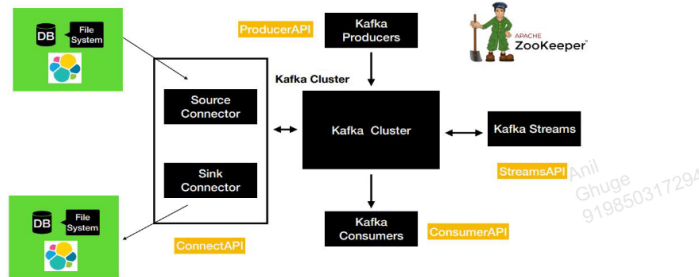 DB
File
System
ProducerAPI
Kafka
Producers
APACHE
ZooKeeper™
Kafka Cluster
Source
Connector
Kafka Cluster
Kafka Streams
StreamsAPI
Sink
Connector
DB
File
System
ConnectAPI
Kafka
Consumers
ConsumerAPI
Anil
Ghuge
919850317294